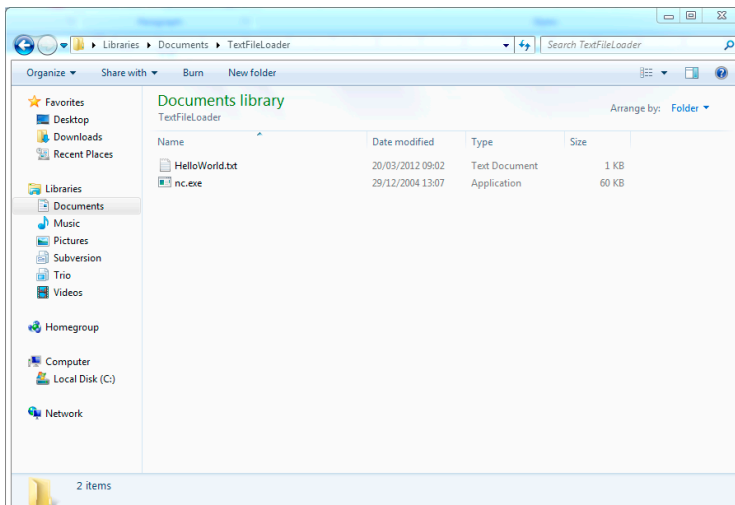 Libraries Documents TextFileLoader
Search TextFileLoader
Organize Share with Burn New folder
Favorites
Desktop
Downloads
Recent Places
Libraries
Documents
Music
Pictures
Subversion
Trio
Videos
Homegroup
Computer
Local Disk (C:)
Network
Documents library
TextFileLoader
Arrange by: Folder
Name Date modified Type Size
HelloWorld.txt 20/03/2012 09:02 Text Document 1 KB
nc.exe 29/12/2004 13:07 Application 60 KB
2 items